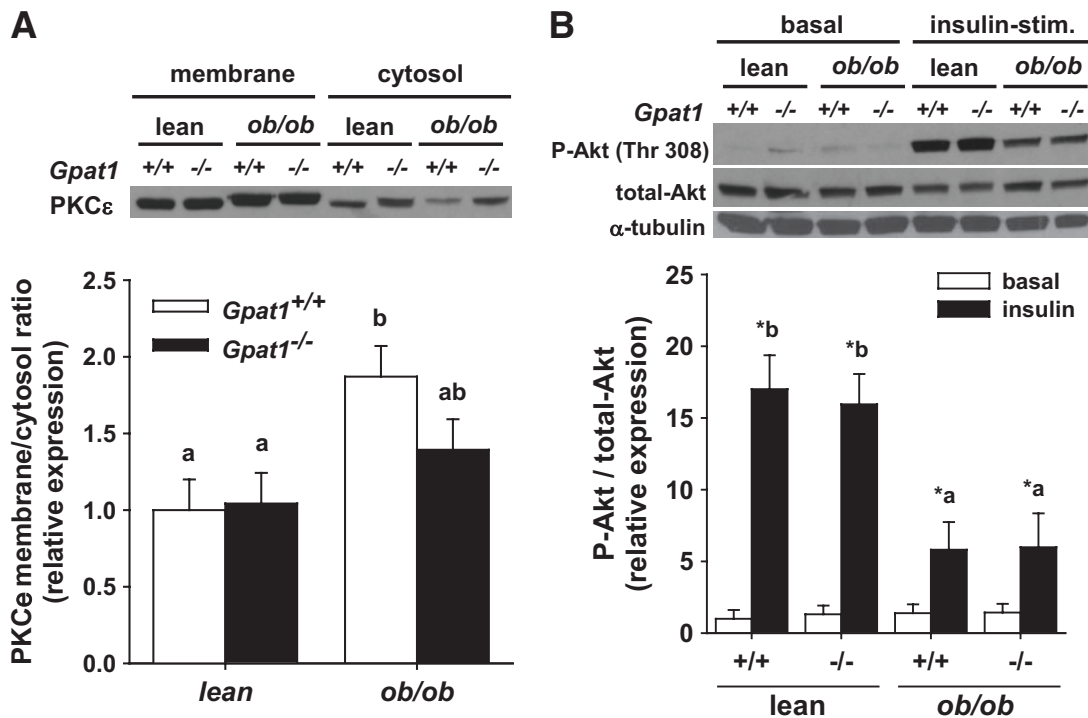 A
membrane cytosol
lean ob/ob lean ob/ob
Gpat1 +/+ -/- +/+ -/- +/+ -/- +/+ -/-
PKCε
PKCe membrane/cytosol ratio
(relative expression)
2.5
2.0
1.5
1.0
0.5
0.0
Gpat1+/+
Gpat1-/-
a a b ab
lean ob/ob
B
basal insulin-stim.
lean ob/ob lean ob/ob
Gpat1 +/+ -/- +/+ -/- +/+ -/- +/+ -/-
P-Akt (Thr 308)
total-Akt
α-tubulin
P-Akt / total-Akt
(relative expression)
25
20
15
10
5
0
basal
insulin
*b *b *a *a
+/+ -/- +/+ -/-
lean ob/ob